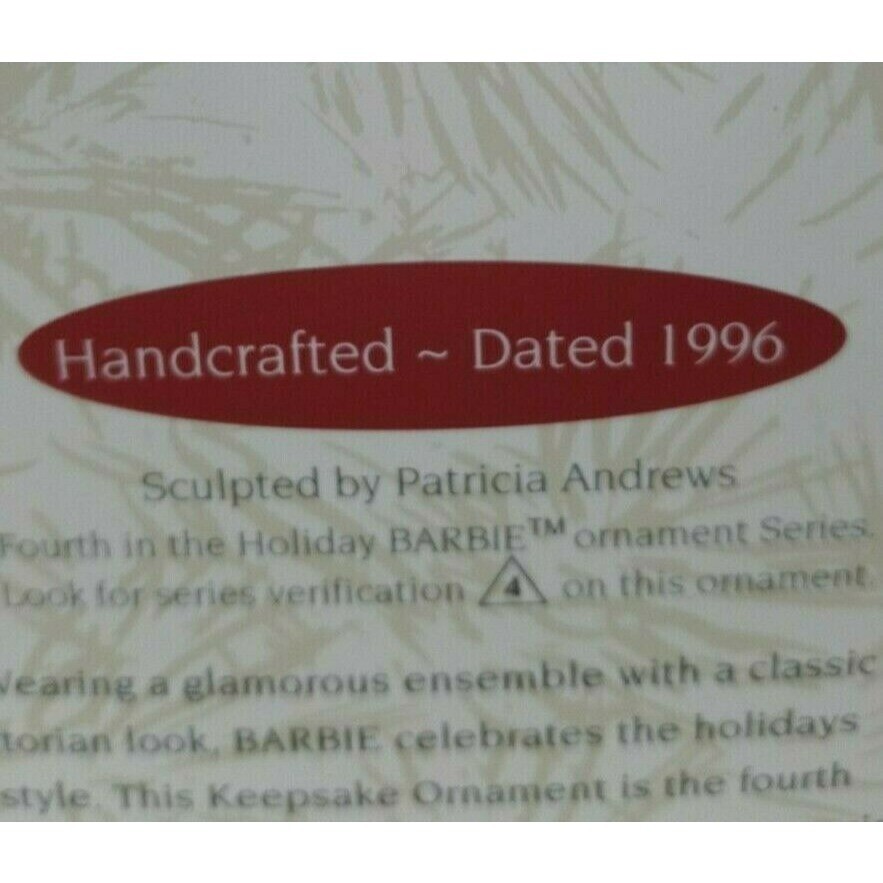 Handcrafted ~ Dated 1996
Sculpted by Patricia Andrews
Fourth in the Holiday BARBIE™ ornament Series.
Look for series verification 4 on this ornament.
Wearing a glamorous ensemble with a classic
torian look, BARBIE celebrates the holidays
style. This Keepsake Ornament is the fourth